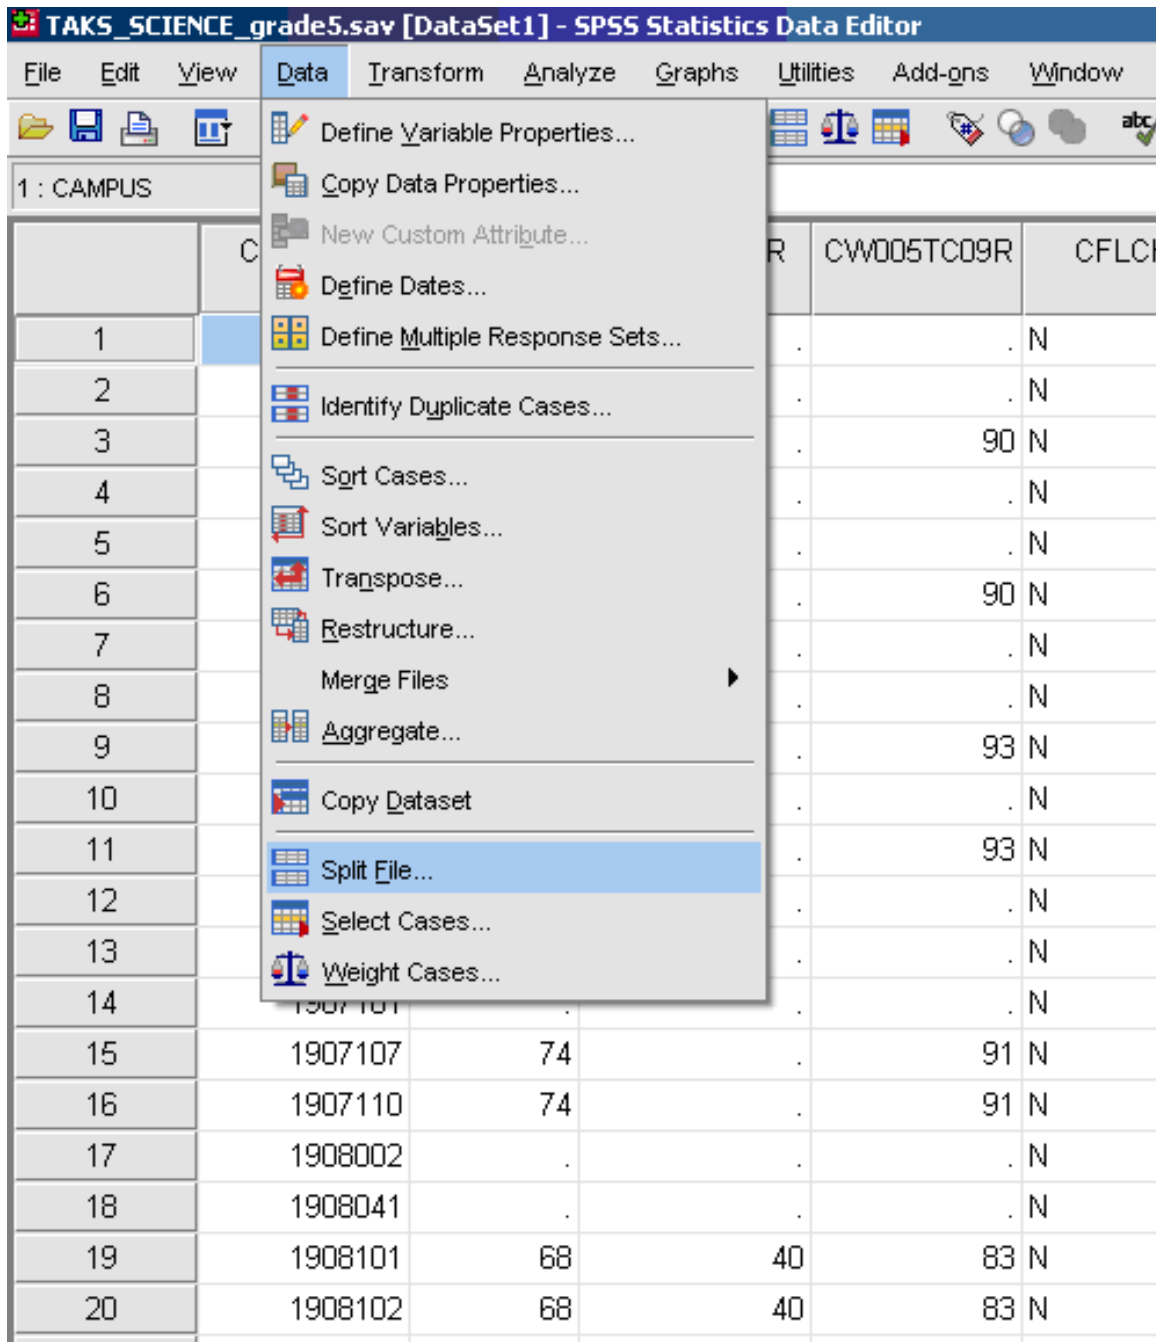 TAKS_SCIENCE_grade5.sav [DataSet1] - SPSS Statistics Data Editor
File Edit View Data Transform Analyze Graphs Utilities Add-ons Window
abc
1 : CAMPUS
Define Variable Properties...
Copy Data Properties...
New Custom Attribute...
Define Dates...
Define Multiple Response Sets...
Identify Duplicate Cases...
Sort Cases...
Sort Variables...
Transpose...
Restructure...
Merge Files
Aggregate...
Copy Dataset
Split File...
Select Cases...
Weight Cases...
C R CW005TC09R CFLCH
1 . . N
2 . . N
3 . 90 N
4 . . N
5 . . N
6 . 90 N
7 . . N
8 . . N
9 . 93 N
10 . . N
11 . 93 N
12 . . N
13 . . N
14 1907101 . . . N
15 1907107 74 . 91 N
16 1907110 74 . 91 N
17 1908002 . . . N
18 1908041 . . . N
19 1908101 68 40 83 N
20 1908102 68 40 83 N